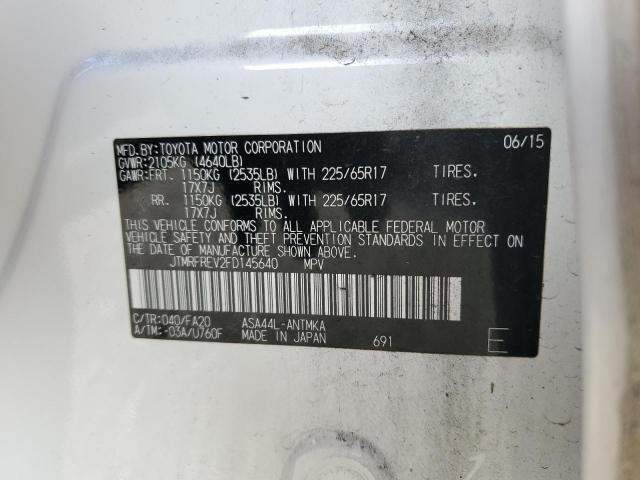 MFD.BY:TOYOTA MOTOR CORPORATION 06/15
GVWR:2105KG (4640LB)
GAWR:FRT. 1150KG (2535LB) WITH 225/65R17 TIRES.
17X7J RIMS.
RR. 1150KG (2535LB) WITH 225/65R17 TIRES.
17X7J RIMS.
THIS VEHICLE CONFORMS TO ALL APPLICABLE FEDERAL MOTOR
VEHICLE SAFETY AND THEFT PREVENTION STANDARDS IN EFFECT ON
THE DATE OF MANUFACTURE SHOWN ABOVE.
JTMRFREV2FD145640 MPV
C/TR:040/FA20 ASA44L-ANTMKA
A/TM:-03A/U760F MADE IN JAPAN 691 E